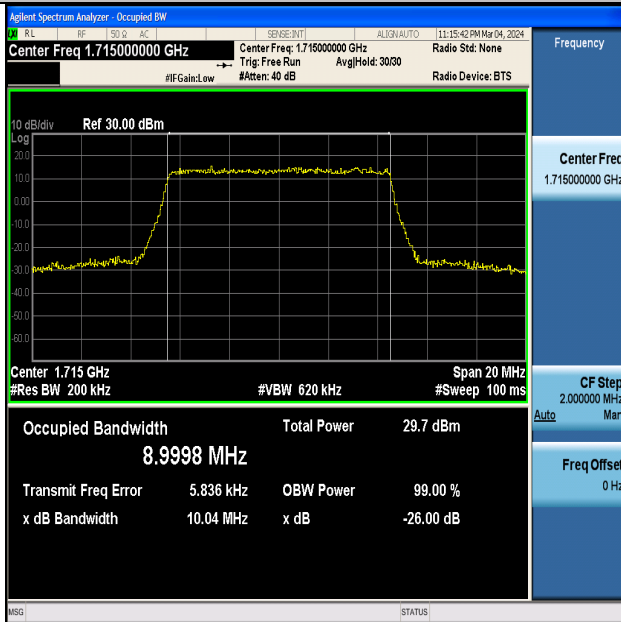 Agilent Spectrum Analyzer - Occupied BW
LXI RL RF 50 Ω AC SENSE:INT ALIGNAUTO 11:15:42 PM Mar 04, 2024
Center Freq 1.715000000 GHz Center Freq: 1.715000000 GHz Radio Std: None
Trig: Free Run Avg|Hold: 30/30
#IFGain:Low #Atten: 40 dB Radio Device: BTS
10 dB/div Ref 30.00 dBm
Log
20.0
10.0
0.00
-10.0
-20.0
-30.0
-40.0
-50.0
-60.0
Center 1.715 GHz Span 20 MHz
#Res BW 200 kHz #VBW 620 kHz #Sweep 100 ms
Occupied Bandwidth Total Power 29.7 dBm
8.9998 MHz
Transmit Freq Error 5.836 kHz OBW Power 99.00 %
x dB Bandwidth 10.04 MHz x dB -26.00 dB
MSG STATUS
Frequency
Center Freq
1.715000000 GHz
CF Step
2.000000 MHz
Auto Man
Freq Offset
0 Hz